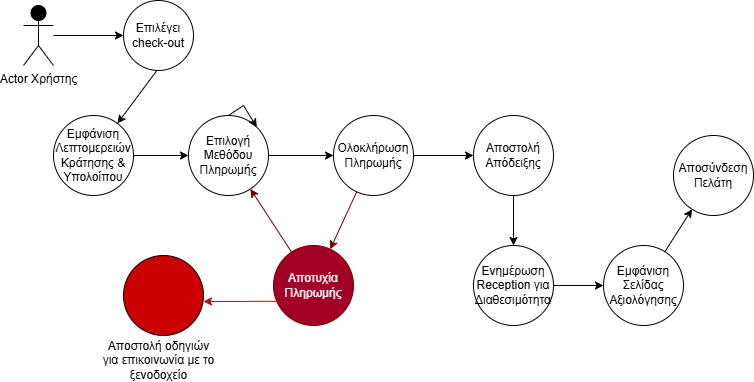 Επιλέγει
check-out
Actor Χρήστης
Εμφάνιση
Λεπτομερειών
Κράτησης &
Υπολοίπου
Επιλογή
Μεθόδου
Πληρωμής
Ολοκλήρωση
Πληρωμής
Αποστολή
Απόδειξης
Αποσύνδεση
Πελάτη
Αποτυχία
Πληρωμής
Ενημέρωση
Reception για
Διαθεσιμότητα
Εμφάνιση
Σελίδας
Αξιολόγησης
Αποστολή οδηγιών
για επικοινωνία με το
ξενοδοχείο